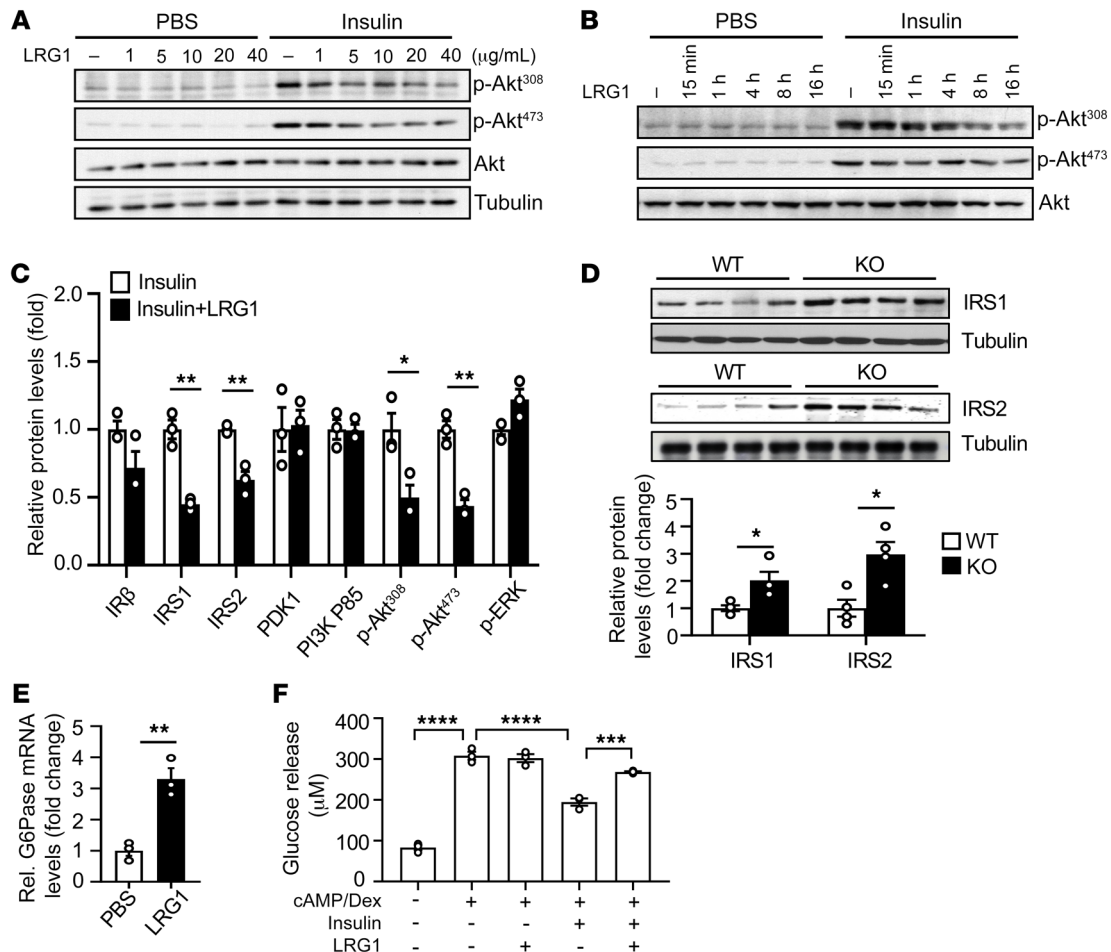 A
PBS Insulin
LRG1 – 1 5 10 20 40 – 1 5 10 20 40 (μg/mL)
p-Akt³⁰⁸
p-Akt⁴⁷³
Akt
Tubulin
B
PBS Insulin
LRG1 – 15 min 1 h 4 h 8 h 16 h – 15 min 1 h 4 h 8 h 16 h
p-Akt³⁰⁸
p-Akt⁴⁷³
Akt
C
Insulin
Insulin+LRG1
Relative protein levels (fold)
2.0
1.5
1.0
0.5
0.0
** ** * **
IRβ IRS1 IRS2 PDK1 PI3K P85 p-Akt³⁰⁸ p-Akt⁴⁷³ p-ERK
D
WT KO
IRS1
Tubulin
WT KO
IRS2
Tubulin
Relative protein
levels (fold change)
5
4
3
2
1
0
* *
WT
KO
IRS1 IRS2
E
Rel. G6Pase mRNA
levels (fold change)
5
4
3
2
1
0
**
PBS LRG1
F
Glucose release
(μM)
400
300
200
100
0
**** **** ***
cAMP/Dex - + + + +
Insulin - - - + +
LRG1 - - + - +